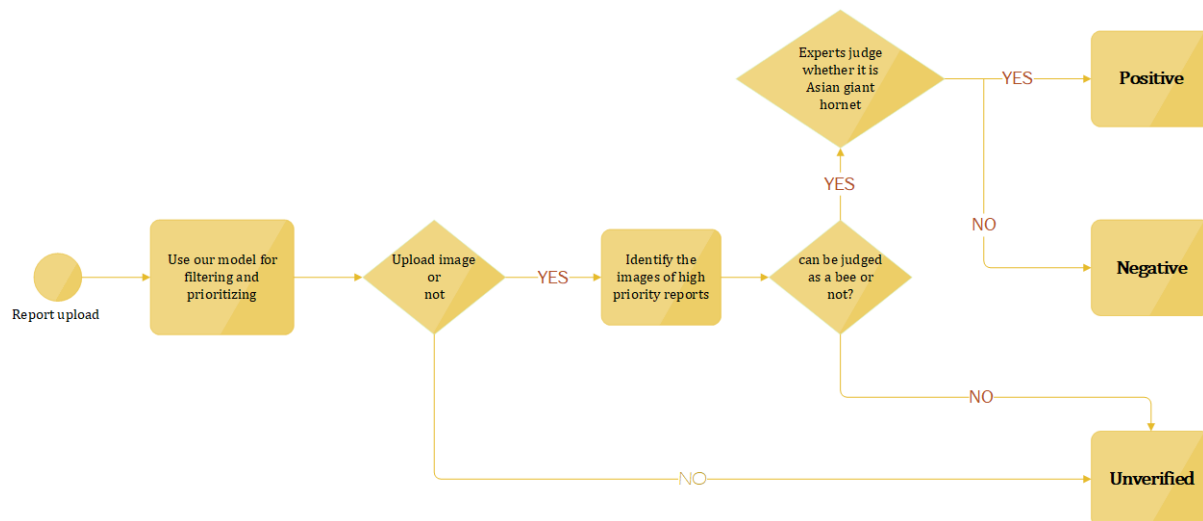 Report upload
Use our model for
filtering and
prioritizing
Upload image
or
not
YES
Identify the
images of high
priority reports
can be judged
as a bee or
not?
YES
Experts judge
whether it is
Asian giant
hornet
YES
Positive
NO
Negative
NO
NO
Unverified